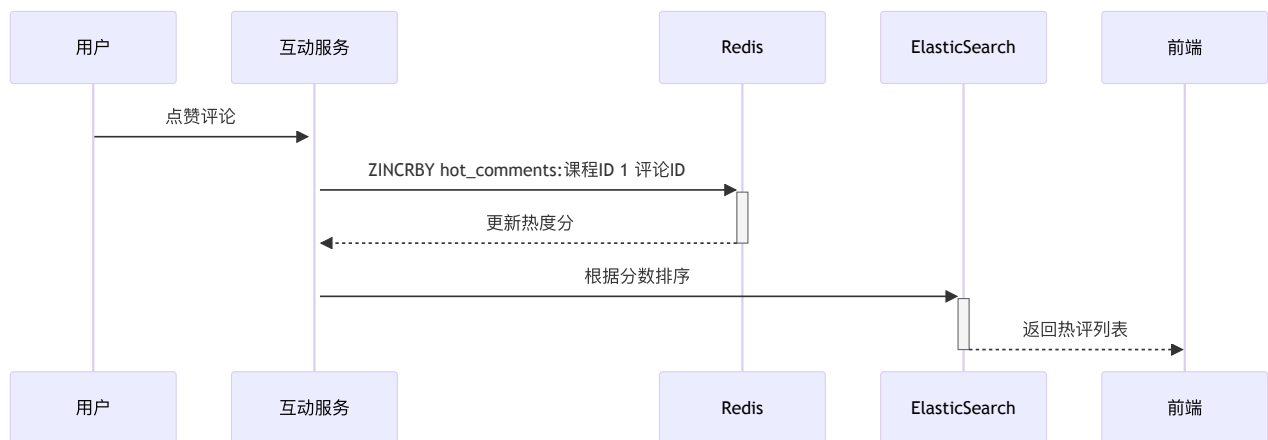 用户
互动服务
Redis
ElasticSearch
前端
点赞评论
ZINCRBY hot_comments:课程ID 1 评论ID
更新热度分
根据分数排序
返回热评列表
用户
互动服务
Redis
ElasticSearch
前端